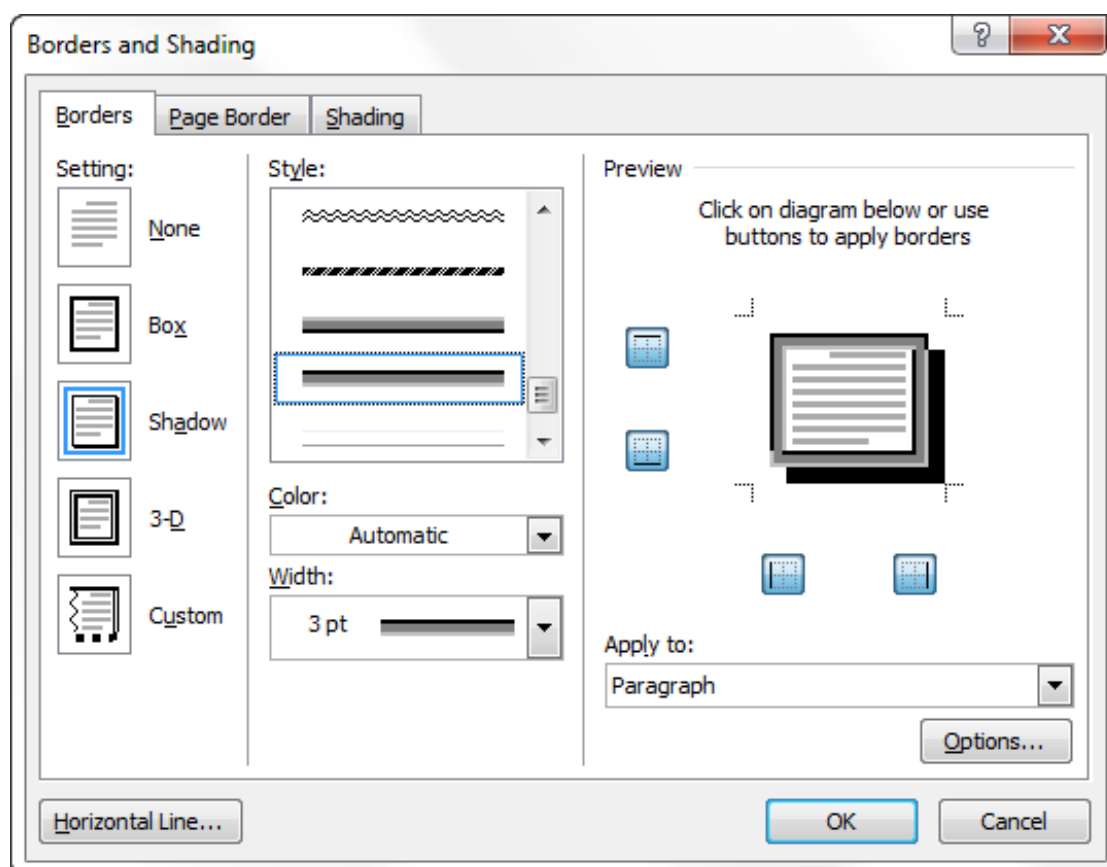 Borders and Shading
?
Borders
Page Border
Shading
Setting:
None
Box
Shadow
3-D
Custom
Style:
Color:
Automatic
Width:
3 pt
Preview
Click on diagram below or use
buttons to apply borders
Apply to:
Paragraph
Options...
Horizontal Line...
OK
Cancel